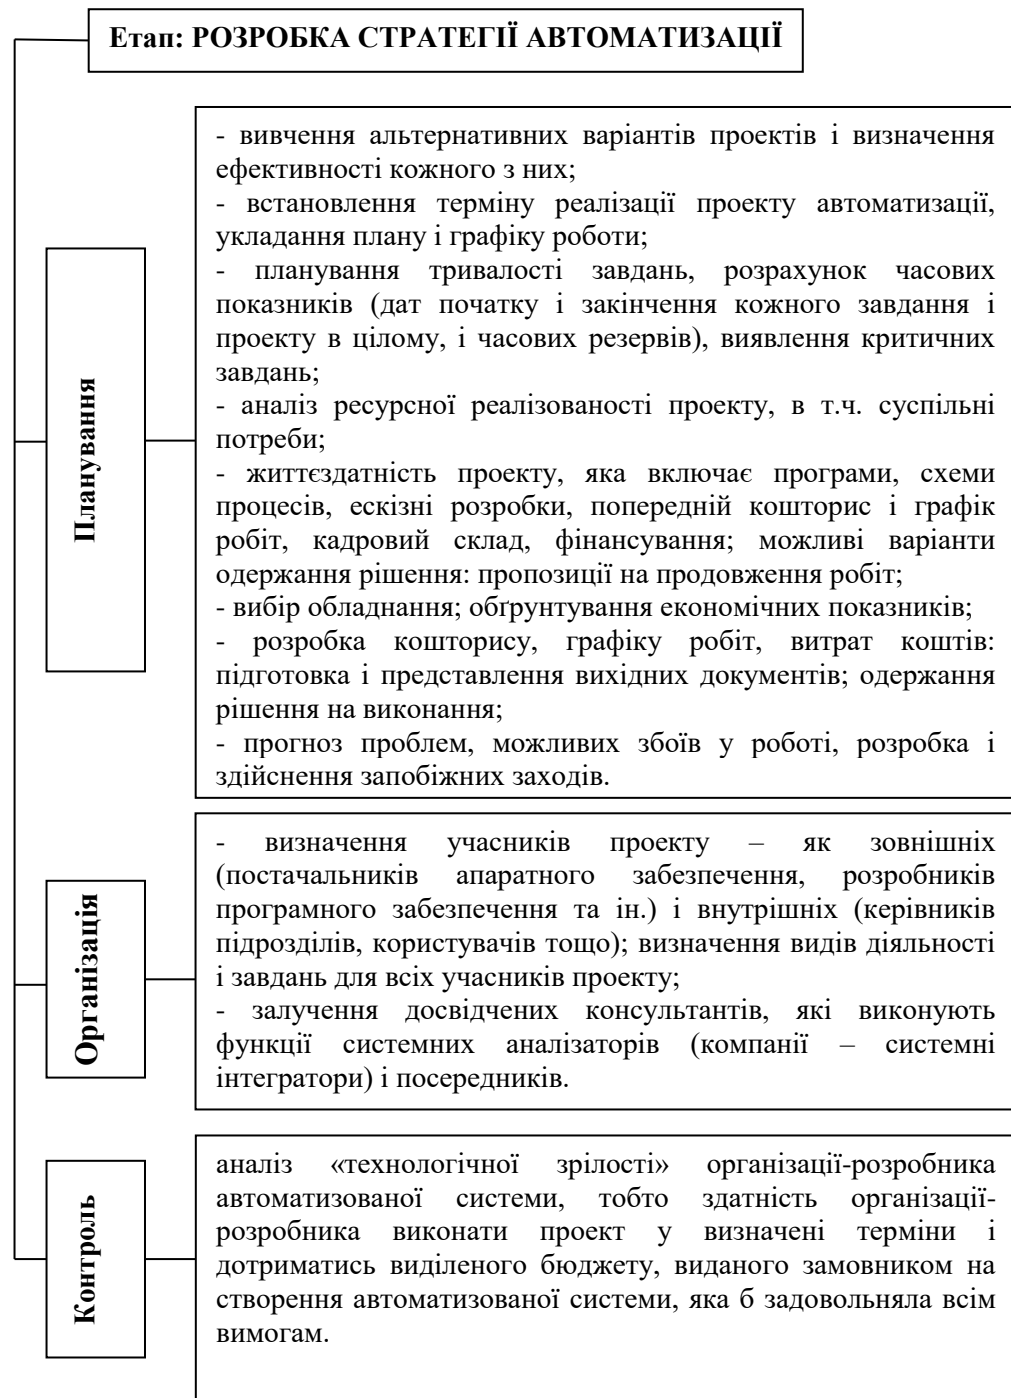 Етап: РОЗРОБКА СТРАТЕГІЇ АВТОМАТИЗАЦІЇ
Планування
- вивчення альтернативних варіантів проектів і визначення
ефективності кожного з них;
- встановлення терміну реалізації проекту автоматизації,
укладання плану і графіку роботи;
- планування тривалості завдань, розрахунок часових
показників (дат початку і закінчення кожного завдання і
проекту в цілому, і часових резервів), виявлення критичних
завдань;
- аналіз ресурсної реалізованості проекту, в т.ч. суспільні
потреби;
- життєздатність проекту, яка включає програми, схеми
процесів, ескізні розробки, попередній кошторис і графік
робіт, кадровий склад, фінансування; можливі варіанти
одержання рішення: пропозиції на продовження робіт;
- вибір обладнання; обґрунтування економічних показників;
- розробка кошторису, графіку робіт, витрат коштів:
підготовка і представлення вихідних документів; одержання
рішення на виконання;
- прогноз проблем, можливих збоїв у роботі, розробка і
здійснення запобіжних заходів.
Організація
- визначення учасників проекту – як зовнішніх
(постачальників апаратного забезпечення, розробників
програмного забезпечення та ін.) і внутрішніх (керівників
підрозділів, користувачів тощо); визначення видів діяльності
і завдань для всіх учасників проекту;
- залучення досвідчених консультантів, які виконують
функції системних аналізаторів (компанії – системні
інтегратори) і посередників.
Контроль
аналіз «технологічної зрілості» організації-розробника
автоматизованої системи, тобто здатність організації-
розробника виконати проект у визначені терміни і
дотриматись виділеного бюджету, виданого замовником на
створення автоматизованої системи, яка б задовольняла всім
вимогам.